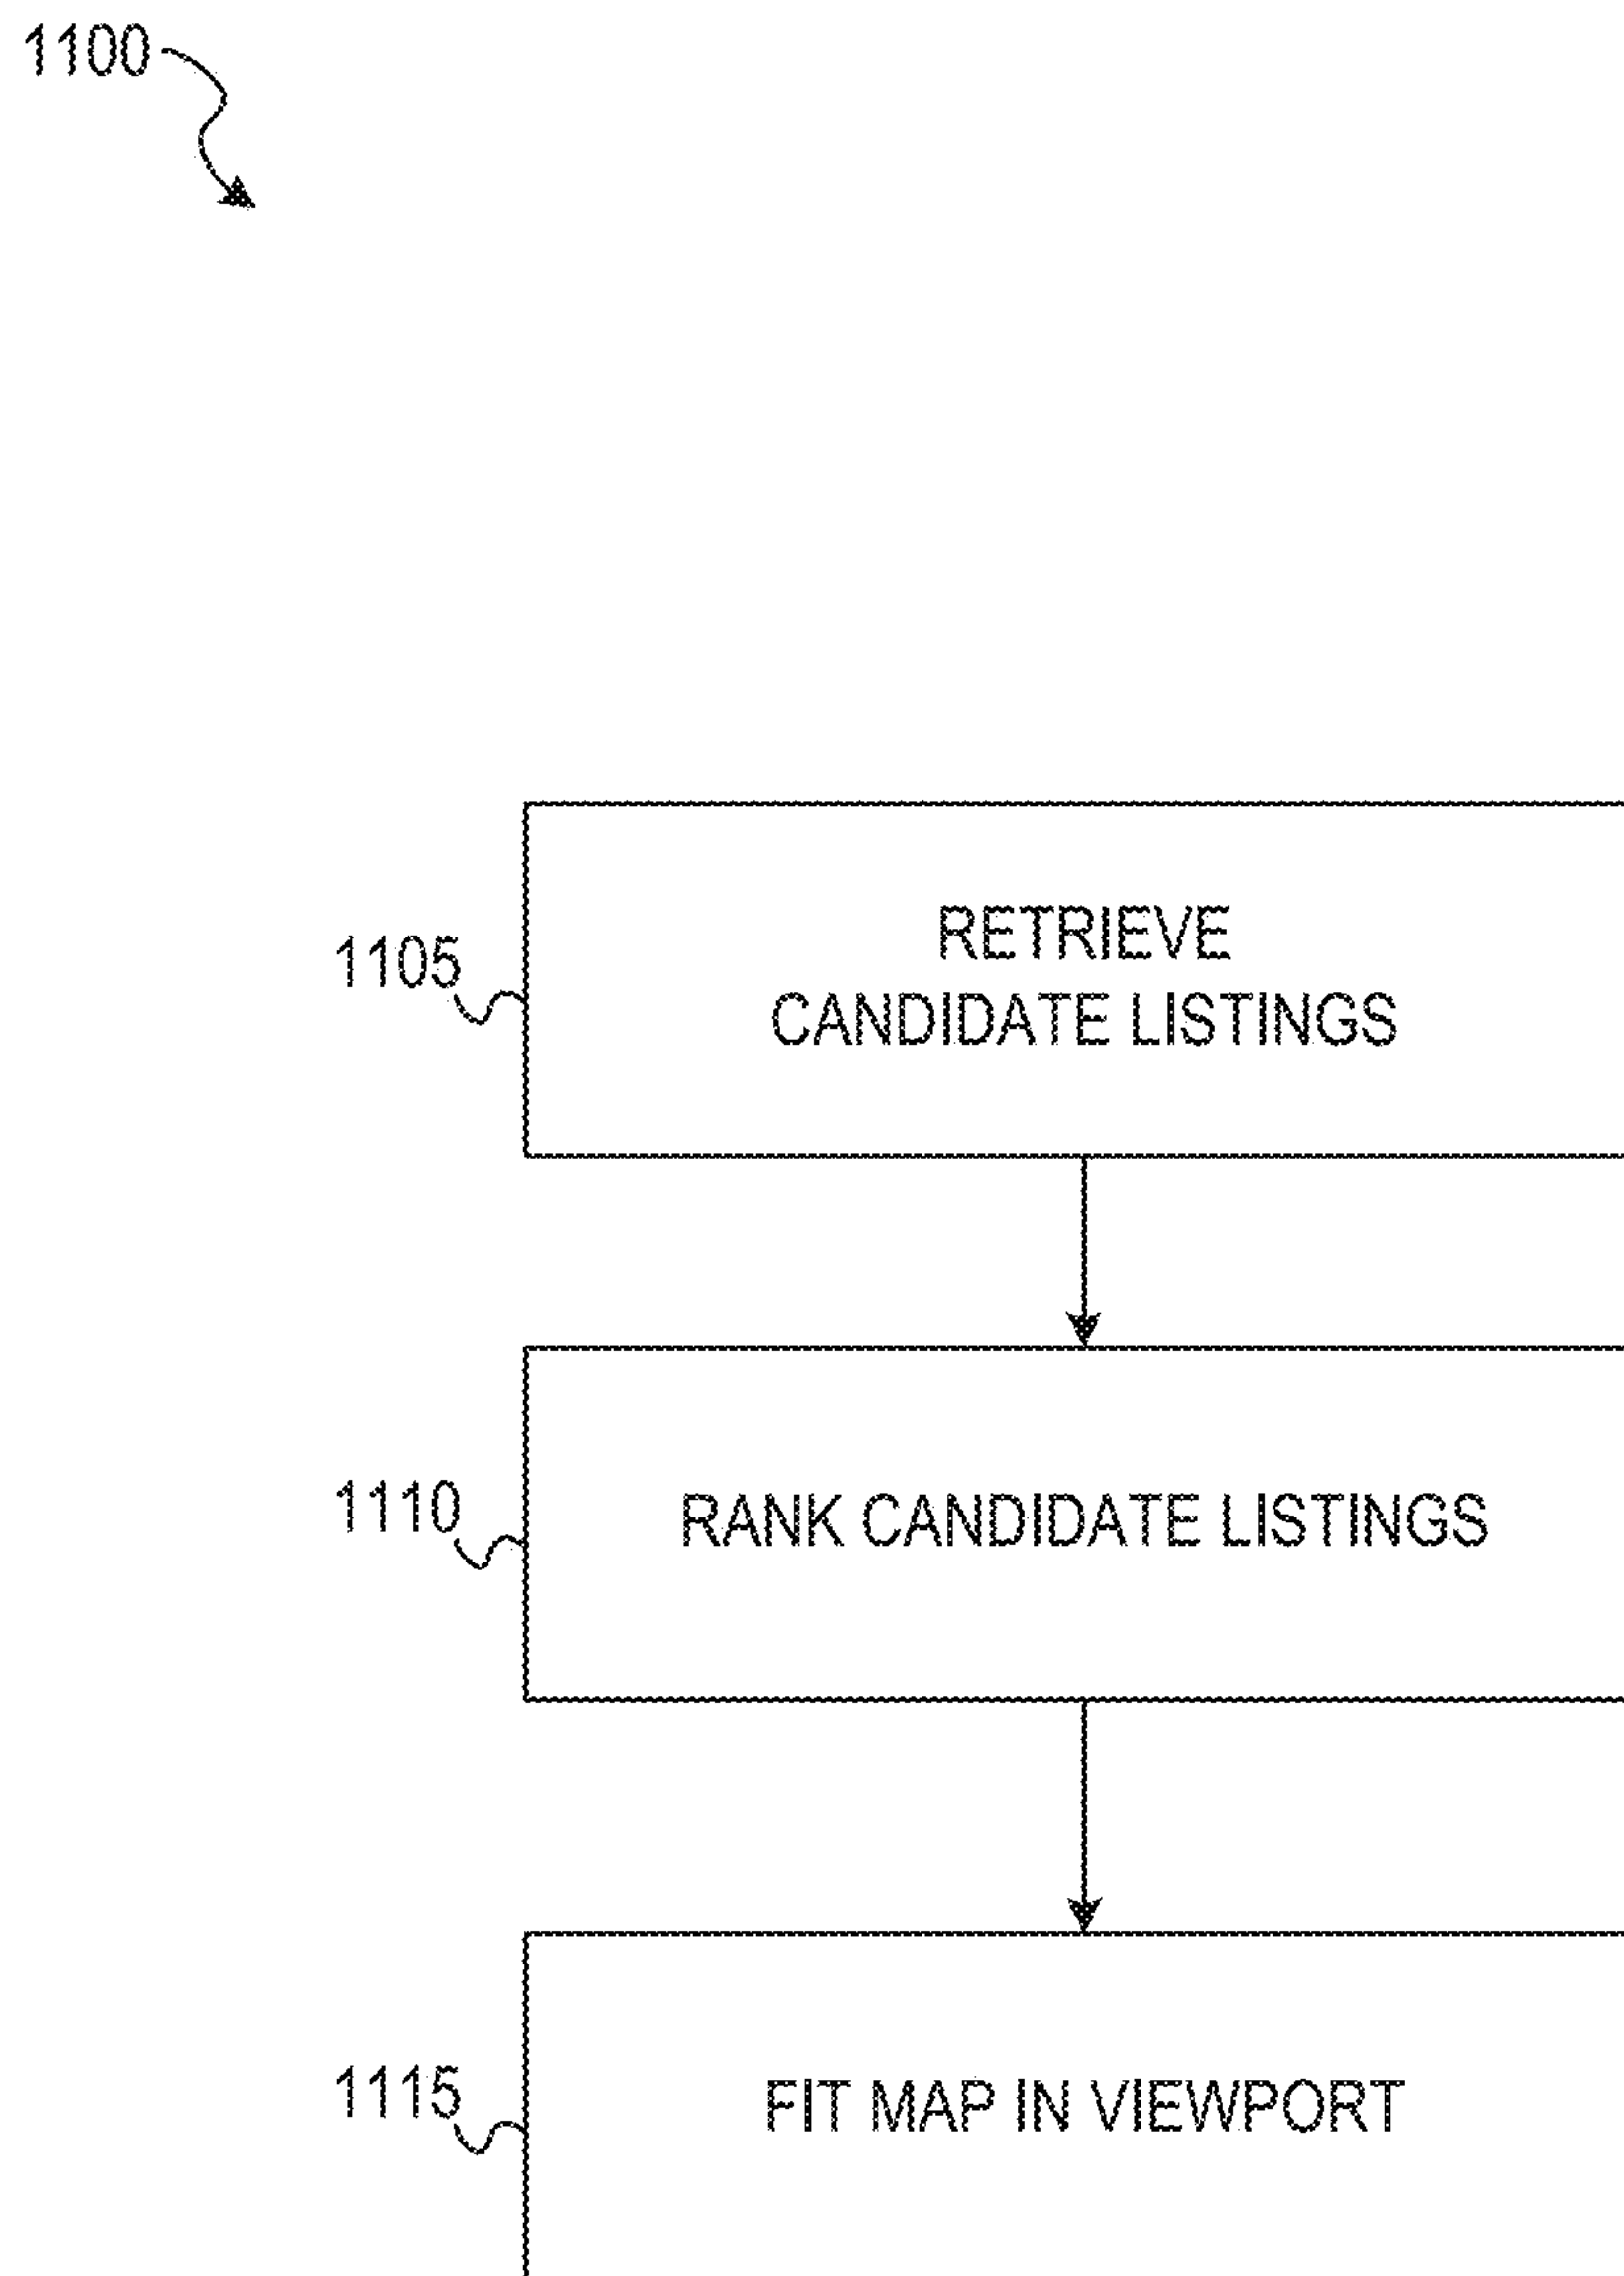 1100
1105
RETRIEVE
CANDIDATE LISTINGS
1110
RANK CANDIDATE LISTINGS
1115
FIT MAP IN VIEWPORT